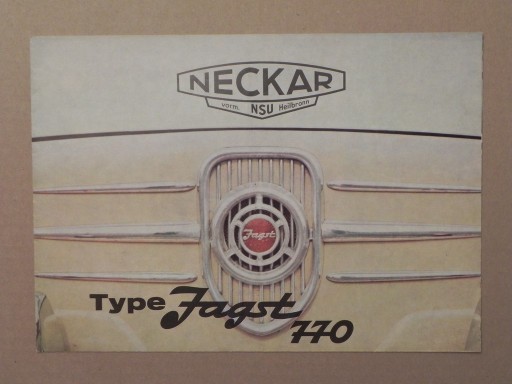 NECKAR
vorm. NSU Heilbronn
Jagst
Type Jagst
770